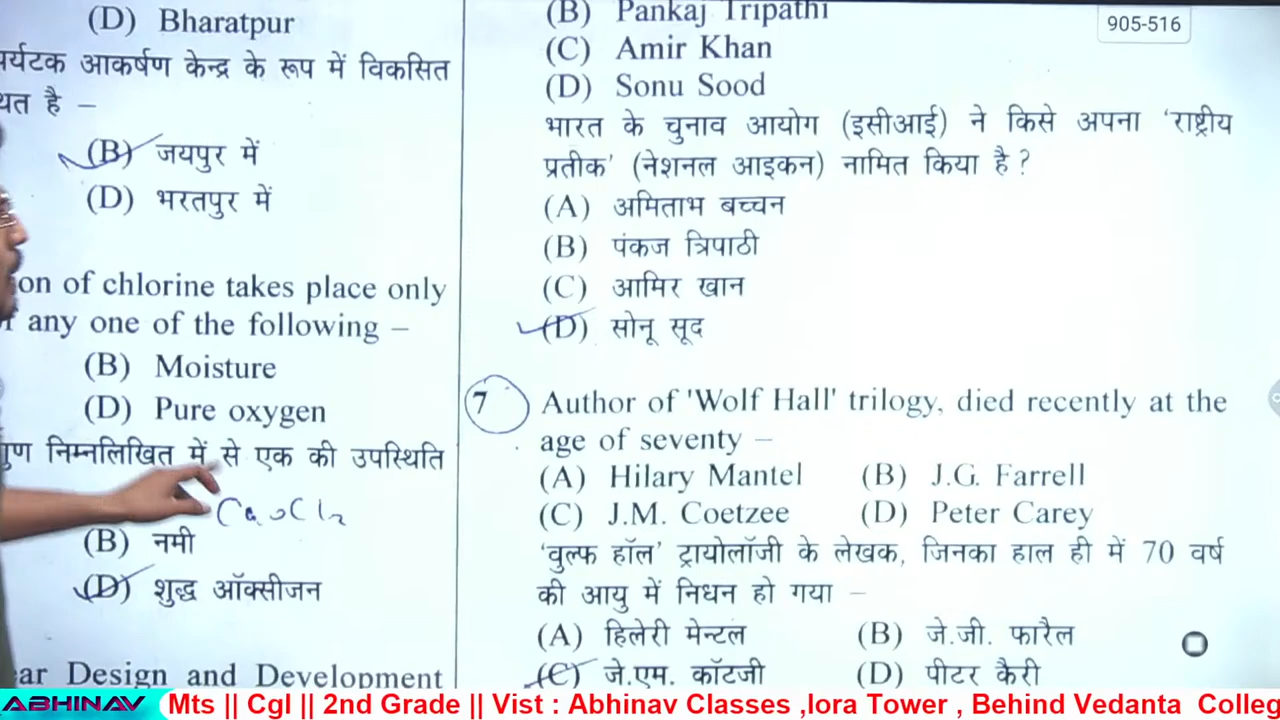 (D) Bharatpur
पर्यटक आकर्षण केन्द्र के रूप में विकसित
है –
(B) जयपुर में
(D) भरतपुर में
on of chlorine takes place only
any one of the following –
(B) Moisture
(D) Pure oxygen
निम्नलिखित में से एक की उपस्थिति
CaOCl2
(B) नमी
(D) शुद्ध ऑक्सीजन
ar Design and Development
(B) Pankaj Tripathi
(C) Amir Khan
(D) Sonu Sood
भारत के चुनाव आयोग (इसीआई) ने किसे अपना 'राष्ट्रीय
प्रतीक' (नेशनल आइकन) नामित किया है ?
(A) अमिताभ बच्चन
(B) पंकज त्रिपाठी
(C) आमिर खान
(D) सोनू सूद
7 Author of 'Wolf Hall' trilogy, died recently at the
age of seventy –
(A) Hilary Mantel (B) J.G. Farrell
(C) J.M. Coetzee (D) Peter Carey
'वुल्फ हॉल' ट्रायोलॉजी के लेखक, जिनका हाल ही में 70 वर्ष
की आयु में निधन हो गया –
(A) हिलेरी मेन्टल (B) जे.जी. फारैल
(C) जे.एम. कॉटजी (D) पीटर कैरी
905-516
ABHINAV Mts || Cgl || 2nd Grade || Vist : Abhinav Classes ,Iora Tower , Behind Vedanta Colleg